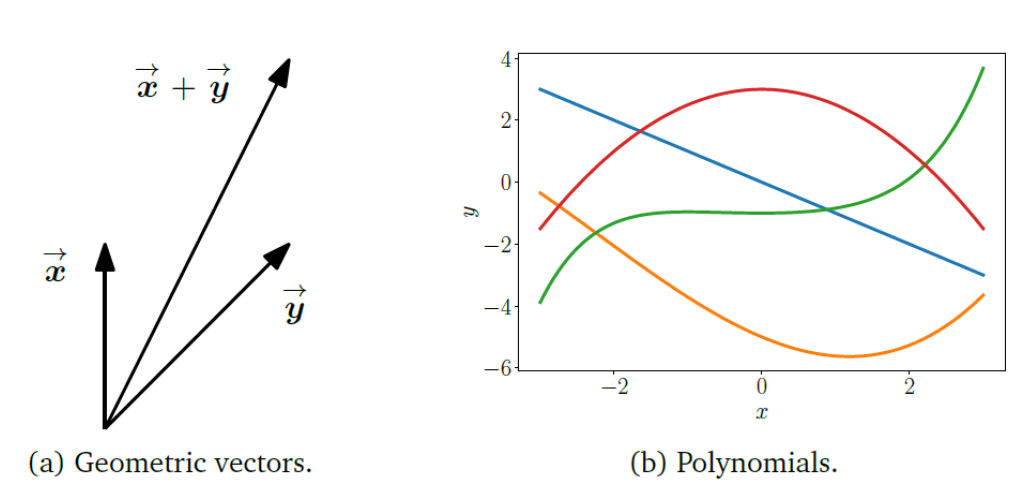 x⃗ + y⃗
x⃗
y⃗
(a) Geometric vectors.
4
2
0
−2
−4
−6
y
−2 0 2
x
(b) Polynomials.